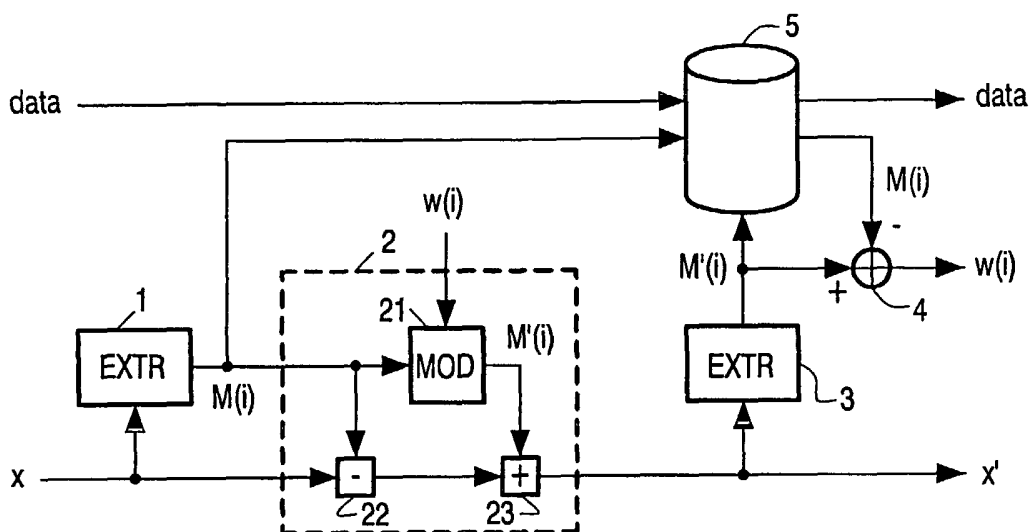 5
data
data
M(i)
w(i)
2
-
M'(i)
w(i)
+
4
1
21
M'(i)
EXTR
MOD
EXTR
M(i)
3
x
-
+
x'
22
23